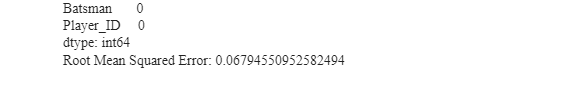 Batsman 0
Player_ID 0
dtype: int64
Root Mean Squared Error: 0.06794550952582494